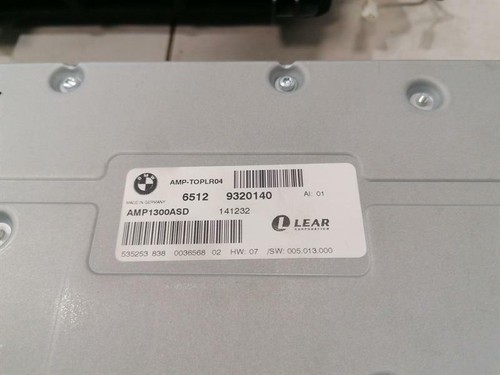 BMW
AMP-TOPLR04
6512 9320140 AI: 01
MADE IN GERMANY
AMP1300ASD 141232
L LEAR
CORPORATION
535253 838 0036568 02 HW: 07 /SW: 005.013.000